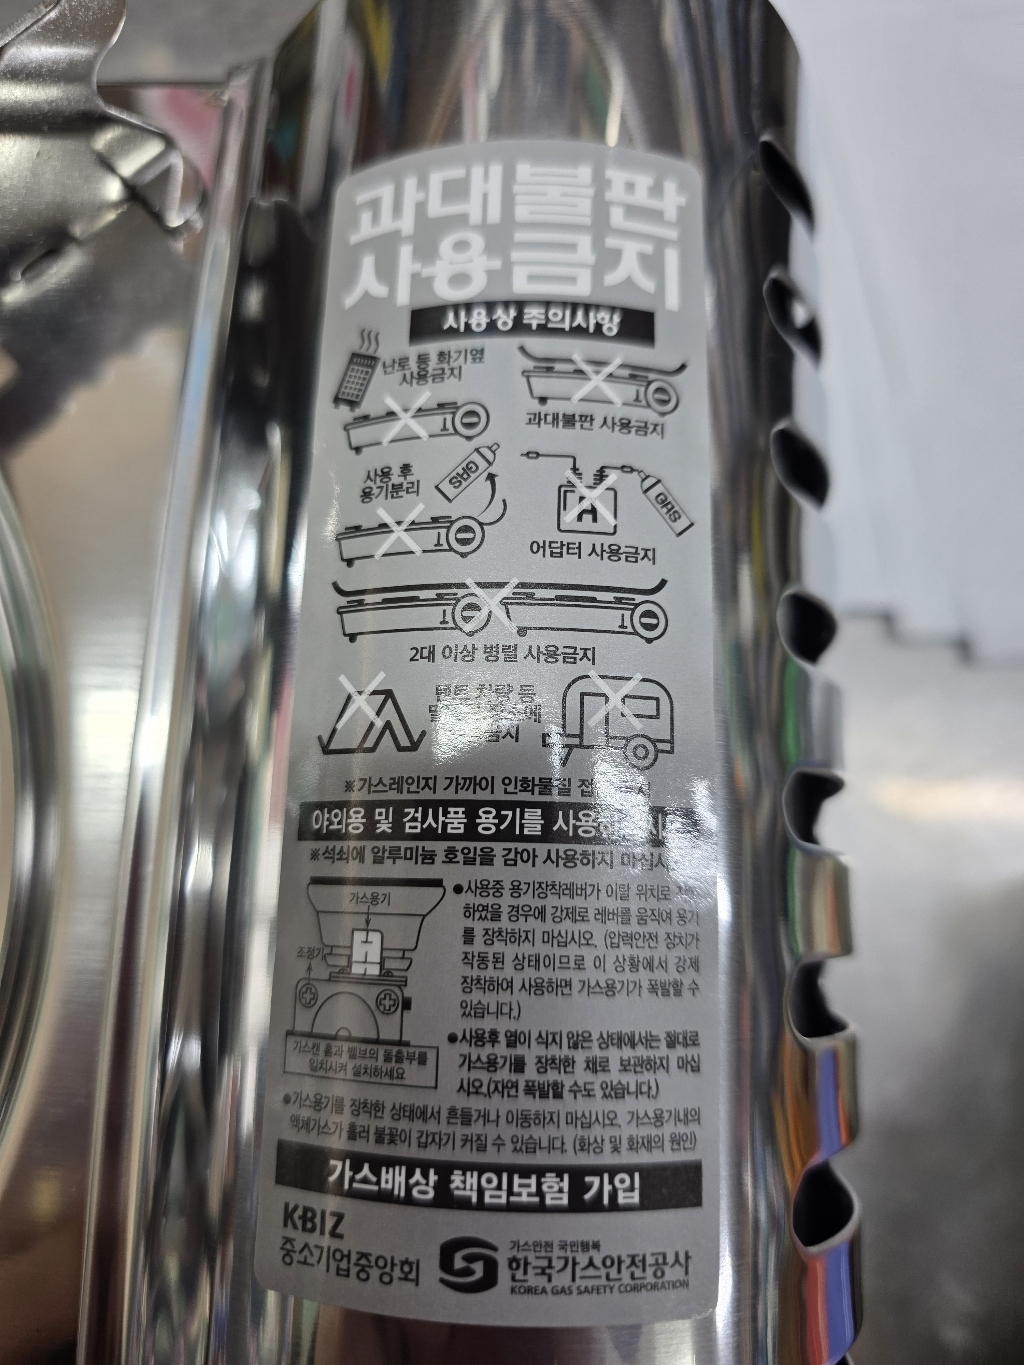 과대불판
사용금지
사용상 주의사항
난로 등 화기옆
사용금지
과대불판 사용금지
사용 후
용기분리
GAS
GAS
어답터 사용금지
2대 이상 병렬 사용금지
텐트 차량 등
금지
※가스레인지 가까이 인화물질
야외용 및 검사품 용기를
※석쇠에 알루미늄 호일을 감아 사용하지 마십시
가스용기
조정기
가스캔 홈과 밸브의 돌출부를
일치시켜 설치하세요
●사용중 용기장착레버가 이탈 위치로
하였을 경우에 강제로 레버를 움직여 용기
를 장착하지 마십시오. (압력안전 장치가
작동된 상태이므로 이 상황에서 강제
장착하여 사용하면 가스용기가 폭발할 수
있습니다.)
●사용후 열이 식지 않은 상태에서는 절대로
가스용기를 장착한 채로 보관하지 마십
시오.(자연 폭발할 수도 있습니다.)
●가스용기를 장착한 상태에서 흔들거나 이동하지 마십시오. 가스용기내의
액체가스가 흘러 불꽃이 갑자기 커질 수 있습니다. (화상 및 화재의 원인)
가스배상 책임보험 가입
K-BIZ
중소기업중앙회
가스안전 국민행복
한국가스안전공사
KOREA GAS SAFETY CORPORATION